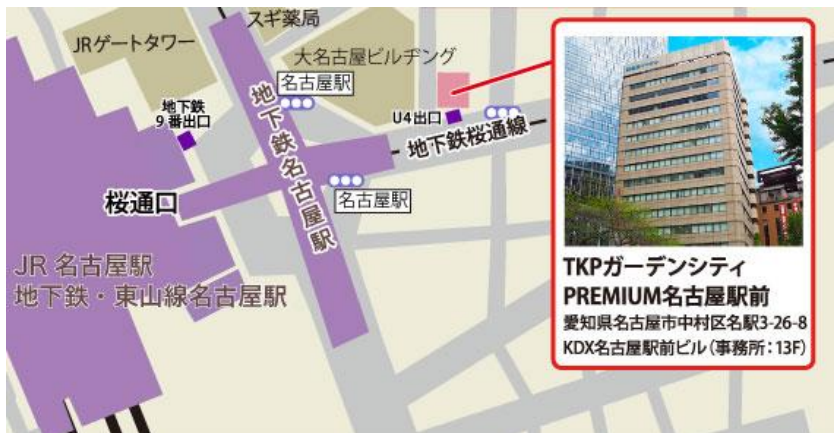 スギ薬局
JRゲートタワー
大名古屋ビルヂング
名古屋駅
地下鉄
9番出口
U4出口
地下鉄桜通線
地下鉄名古屋駅
桜通口
名古屋駅
JR 名古屋駅
地下鉄・東山線名古屋駅
TKPガーデンシティ
PREMIUM名古屋駅前
愛知県名古屋市中村区名駅3-26-8
KDX名古屋駅前ビル（事務所：13F）